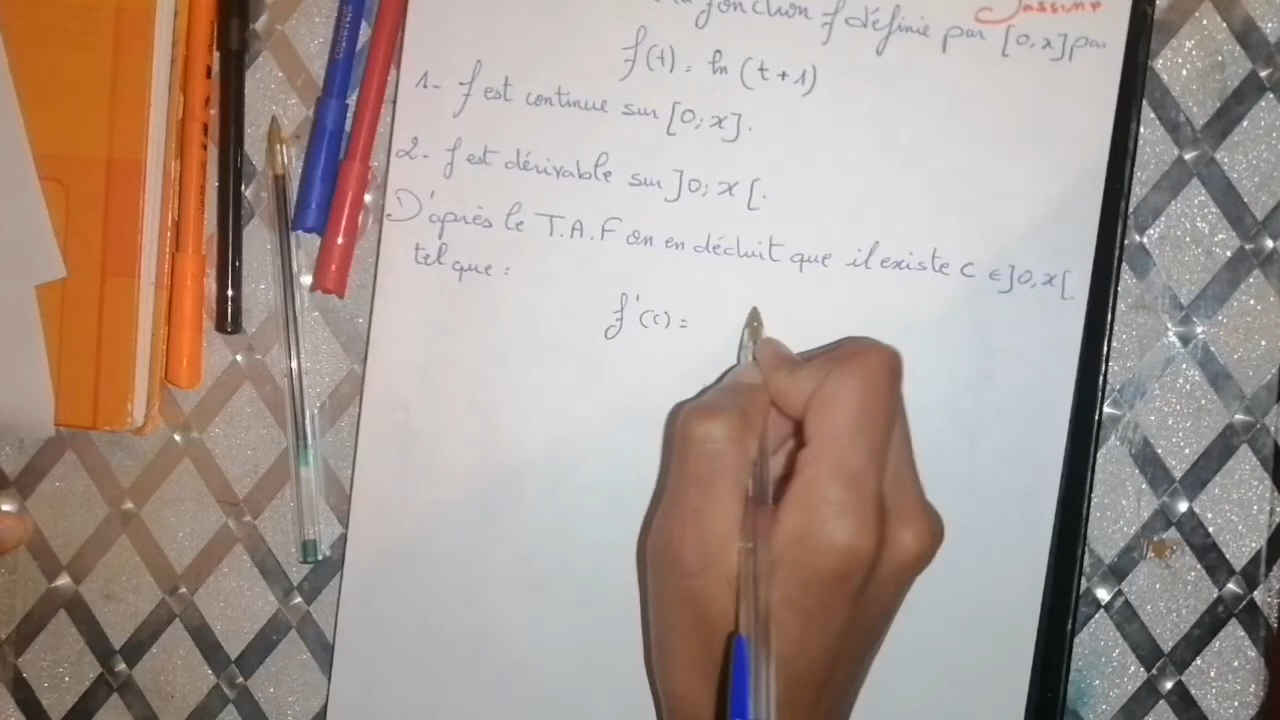 Jassim
fonction f définie par [0,x] par
f(t) = ln (t+1)
1- f est continue sur [0; x].
2- f est dérivable sur ]0; x [.
D'après le T.A.F on en déduit que il existe c ∈ ]0,x[
tel que :
f'(c) =